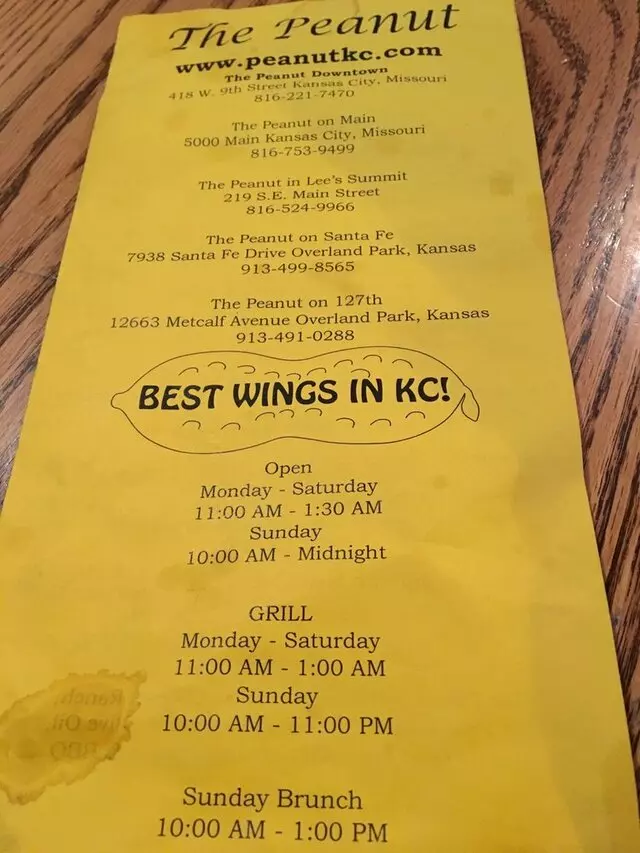 The Peanut
www.peanutkc.com
The Peanut Downtown
418 W. 9th Street Kansas City, Missouri
816-221-7470
The Peanut on Main
5000 Main Kansas City, Missouri
816-753-9499
The Peanut in Lee's Summit
219 S.E. Main Street
816-524-9966
The Peanut on Santa Fe
7938 Santa Fe Drive Overland Park, Kansas
913-499-8565
The Peanut on 127th
12663 Metcalf Avenue Overland Park, Kansas
913-491-0288
BEST WINGS IN KC!
Open
Monday - Saturday
11:00 AM - 1:30 AM
Sunday
10:00 AM - Midnight
GRILL
Monday - Saturday
11:00 AM - 1:00 AM
Sunday
10:00 AM - 11:00 PM
Ranch,
Oil,
Sunday Brunch
10:00 AM - 1:00 PM